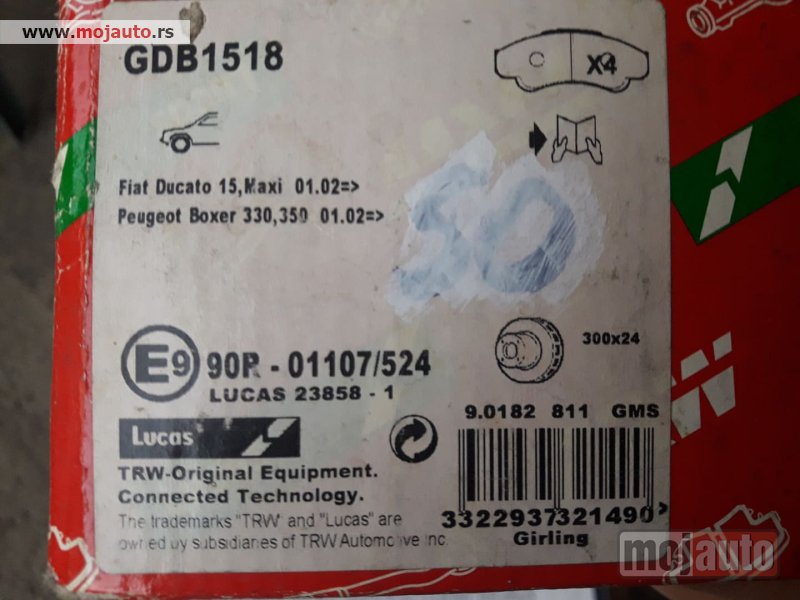 www.mojauto.rs
GDB1518
X4
Fiat Ducato 15,Maxi 01.02=>
Peugeot Boxer 330,350 01.02=>
50
E9 90R - 01107/524
LUCAS 23858 - 1
300x24
9.0182 811 GMS
Lucas
TRW-Original Equipment.
Connected Technology.
The trademarks "TRW" and "Lucas" are
owned by subsidiaries of TRW Automotive Inc.
3322937321490>
Girling
TRW
mojauto